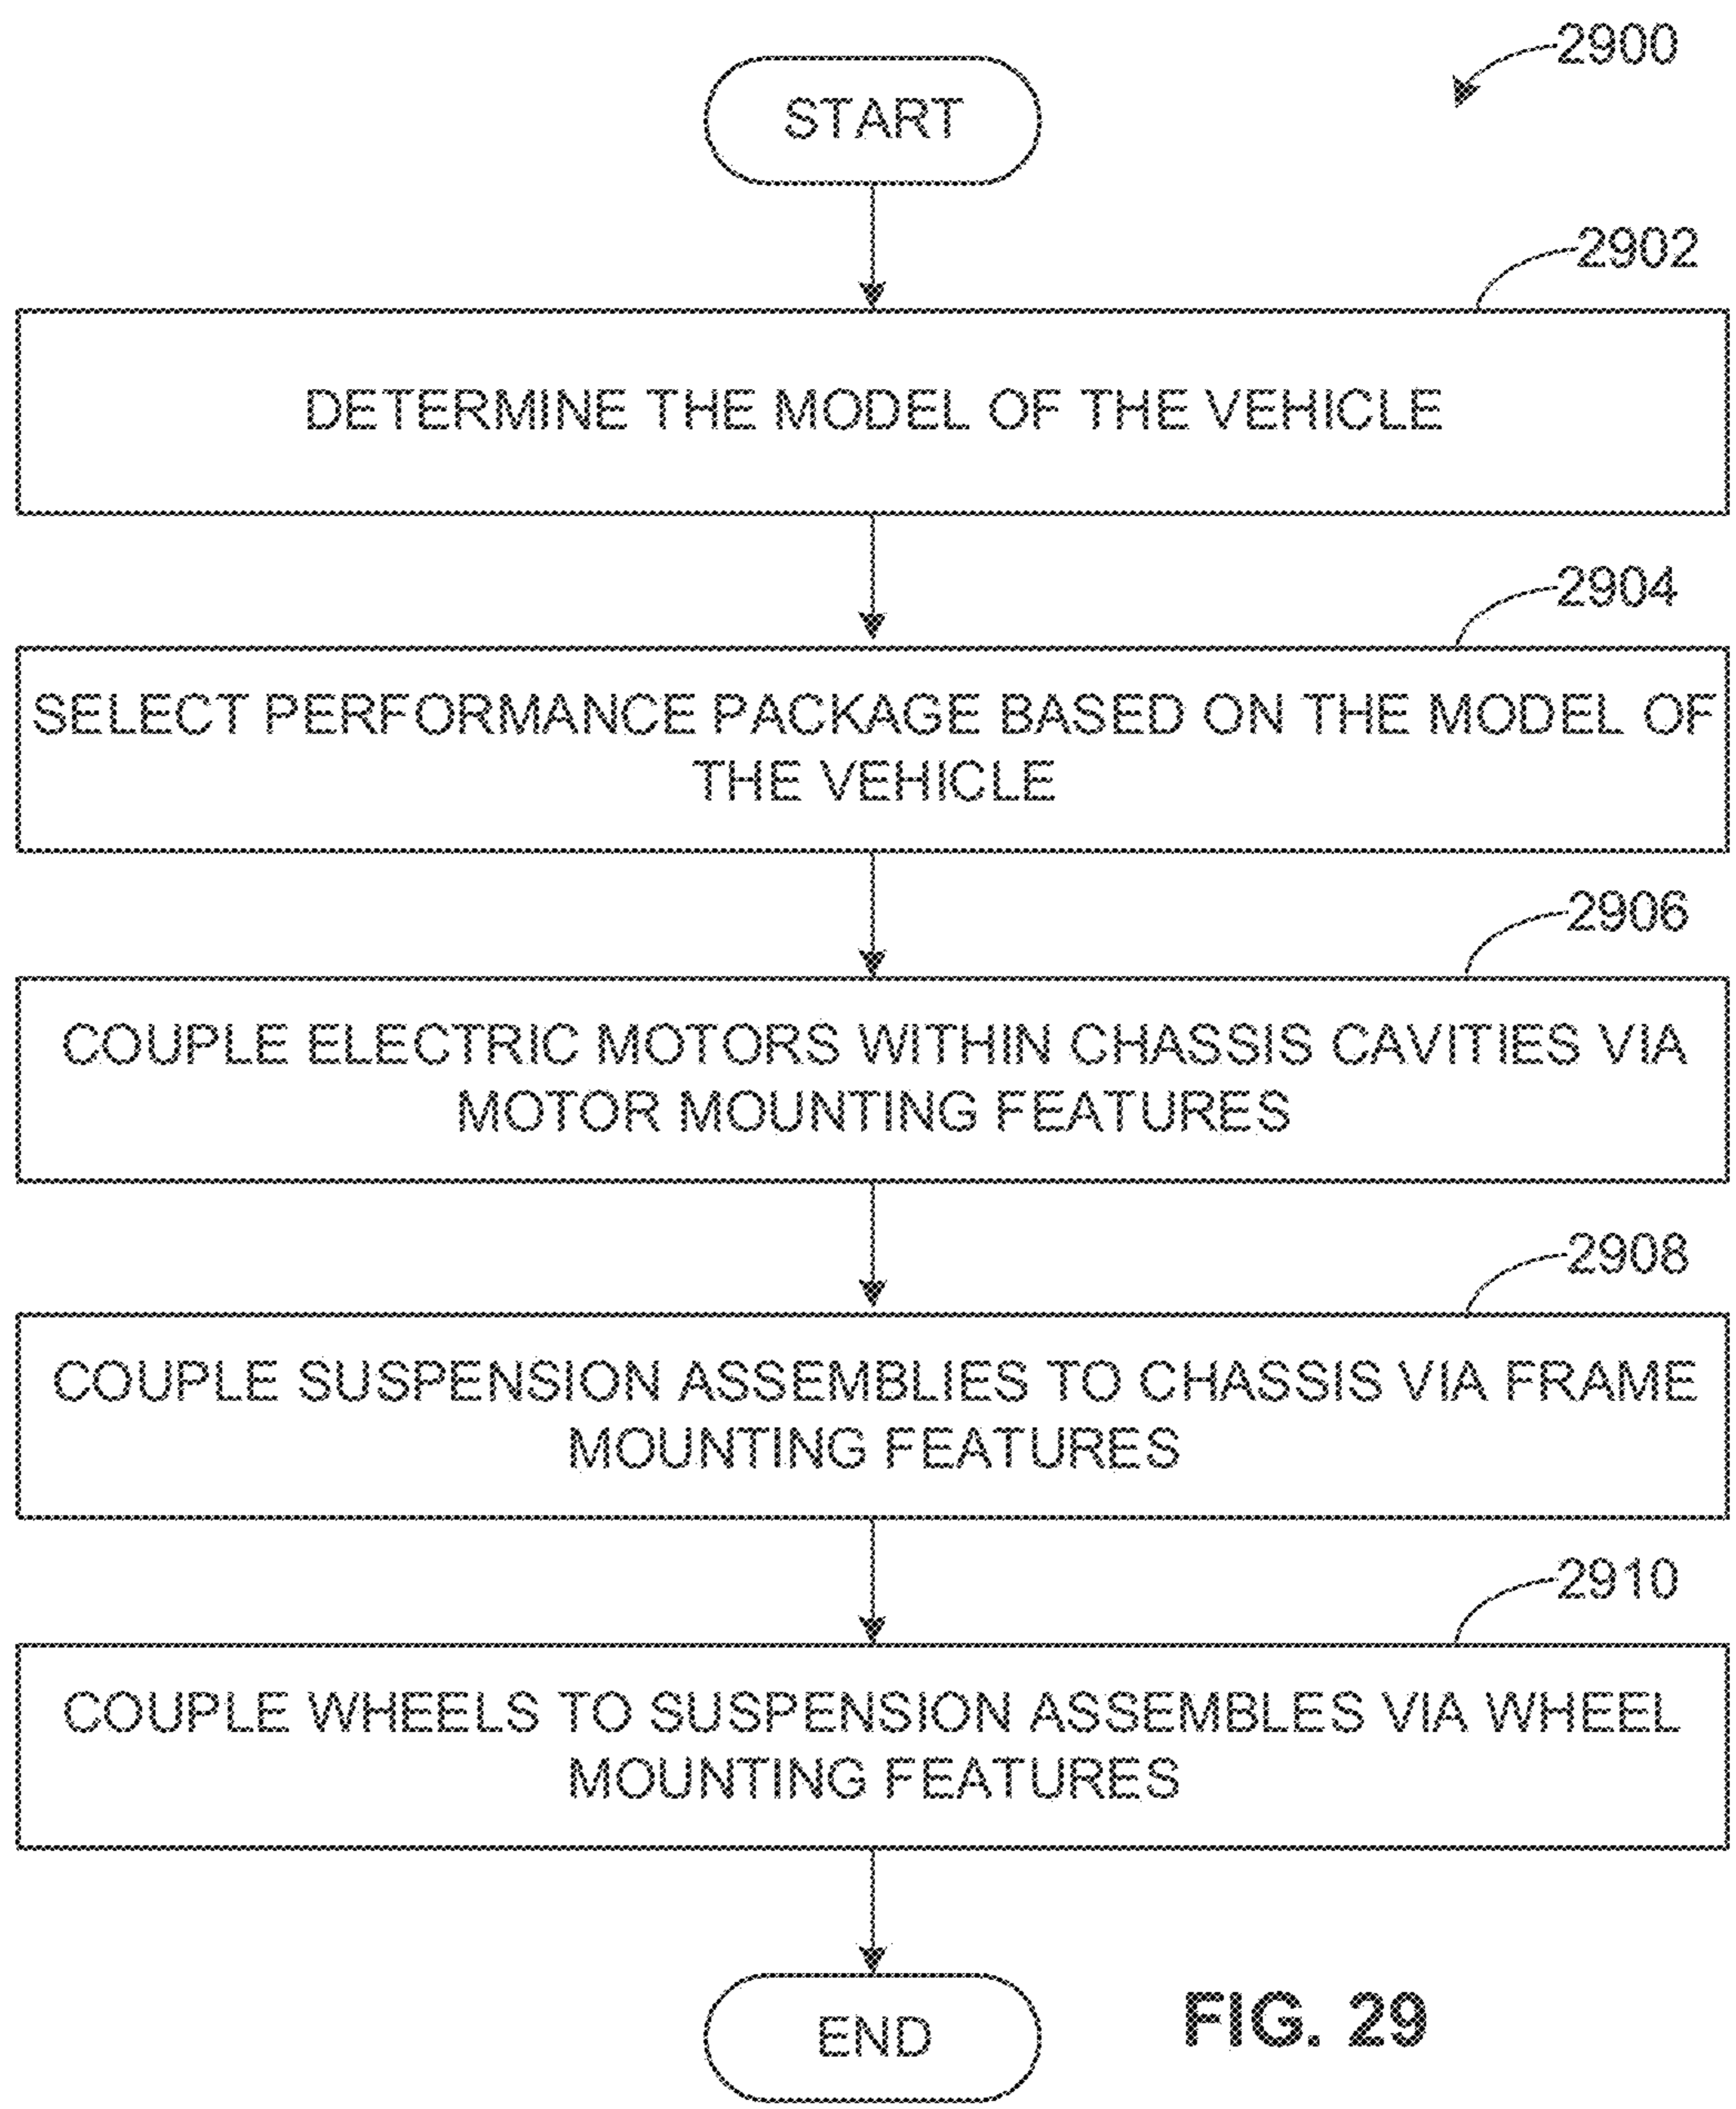 2900
START
2902
DETERMINE THE MODEL OF THE VEHICLE
2904
SELECT PERFORMANCE PACKAGE BASED ON THE MODEL OF
THE VEHICLE
2906
COUPLE ELECTRIC MOTORS WITHIN CHASSIS CAVITIES VIA
MOTOR MOUNTING FEATURES
2908
COUPLE SUSPENSION ASSEMBLIES TO CHASSIS VIA FRAME
MOUNTING FEATURES
2910
COUPLE WHEELS TO SUSPENSION ASSEMBLES VIA WHEEL
MOUNTING FEATURES
END
FIG. 29